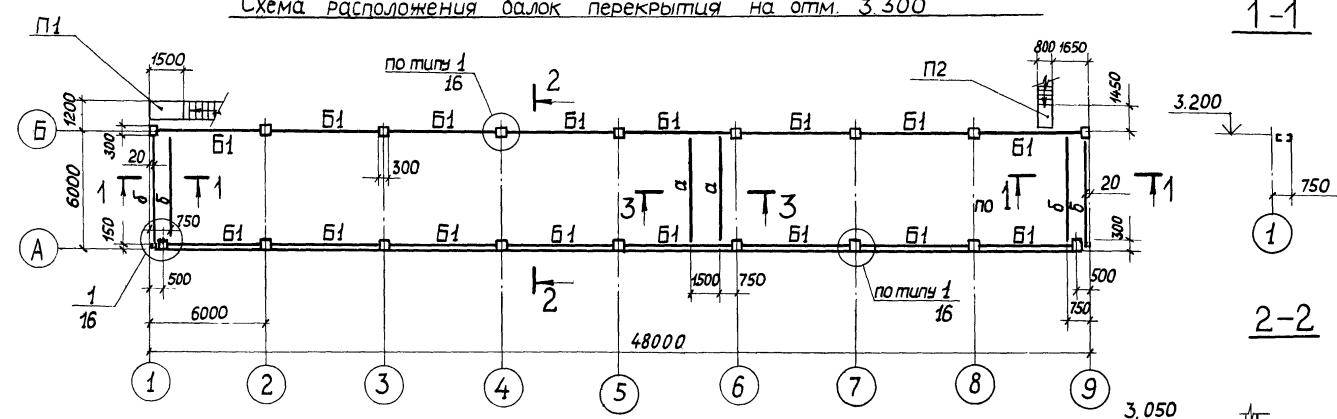 Схема расположения балок перекрытия на отм. 3.300
1-1
П1
1500
по типу 1
16
2
П2
800 1650
1450
3.200
1200
Б
Б1 Б1 Б1 Б1 Б1 Б1
300
20
300
6000
1 1
б б
а а
3 3
по 1
б б
20
1
750
150
750
А
Б1 Б1 Б1 Б1 Б1 Б1 Б1 Б1
300
1
500
1
16
6000
2
1500 750
по типу 1
16
500
750
2-2
48000
1 2 3 4 5 6 7 8 9
3.050